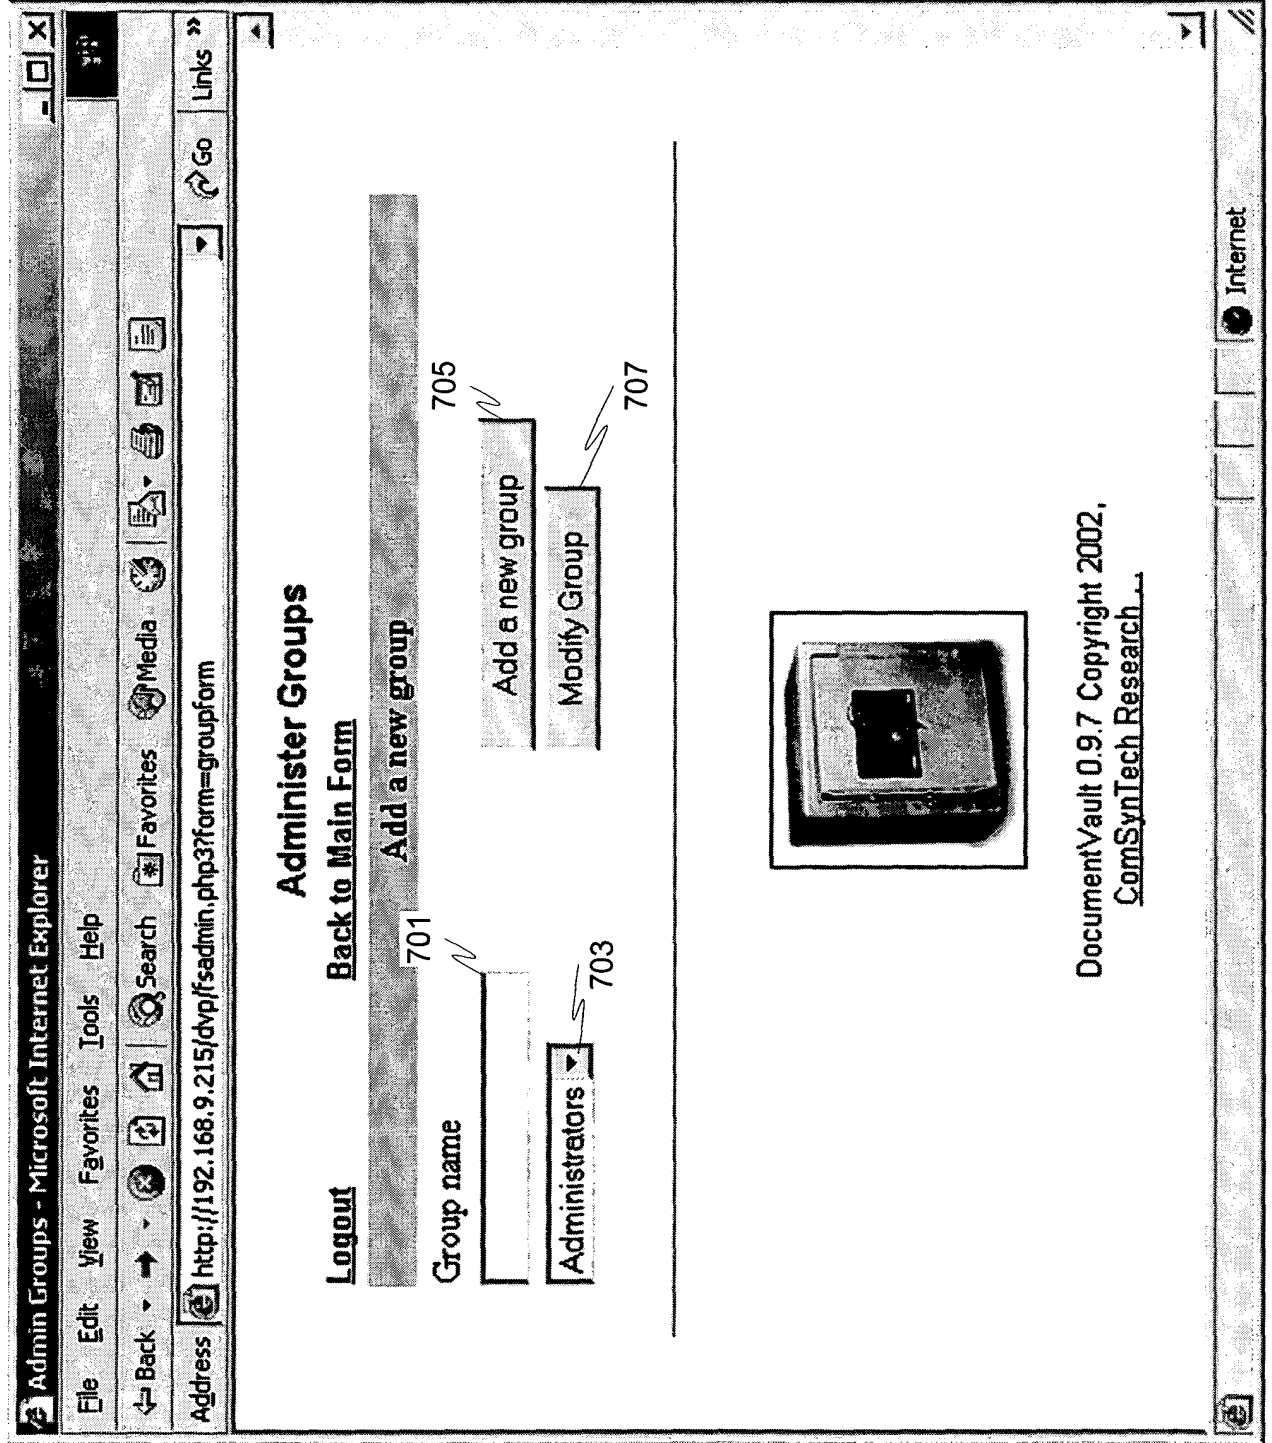 Admin Groups - Microsoft Internet Explorer
File Edit View Favorites Tools Help
Back Search Favorites Media
Address http://192.168.9.215/dvp/fsadmin.php3?form=groupform Go Links »
Administer Groups
Logout Back to Main Form
Add a new group
Group name 701 705
Add a new group
Administrators Modify Group
703 707
DocumentVault 0.9.7 Copyright 2002,
ComSynTech Research ..
Internet